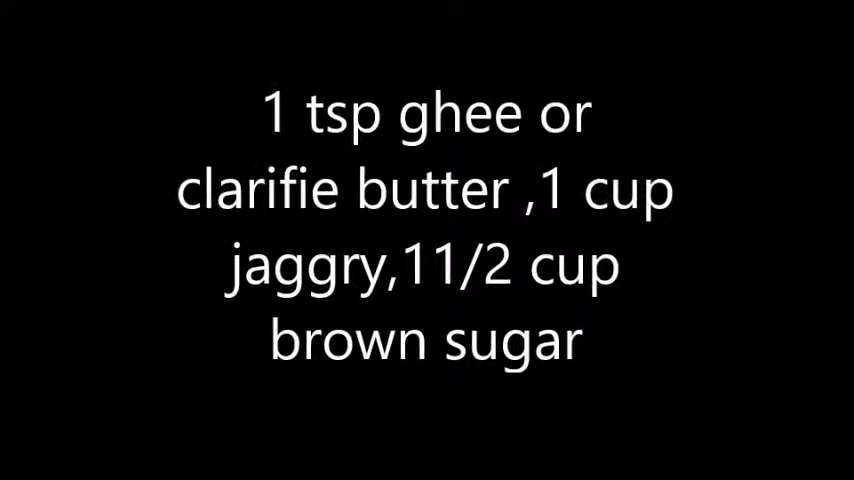 1 tsp ghee or
clarifie butter ,1 cup
jaggry,11/2 cup
brown sugar